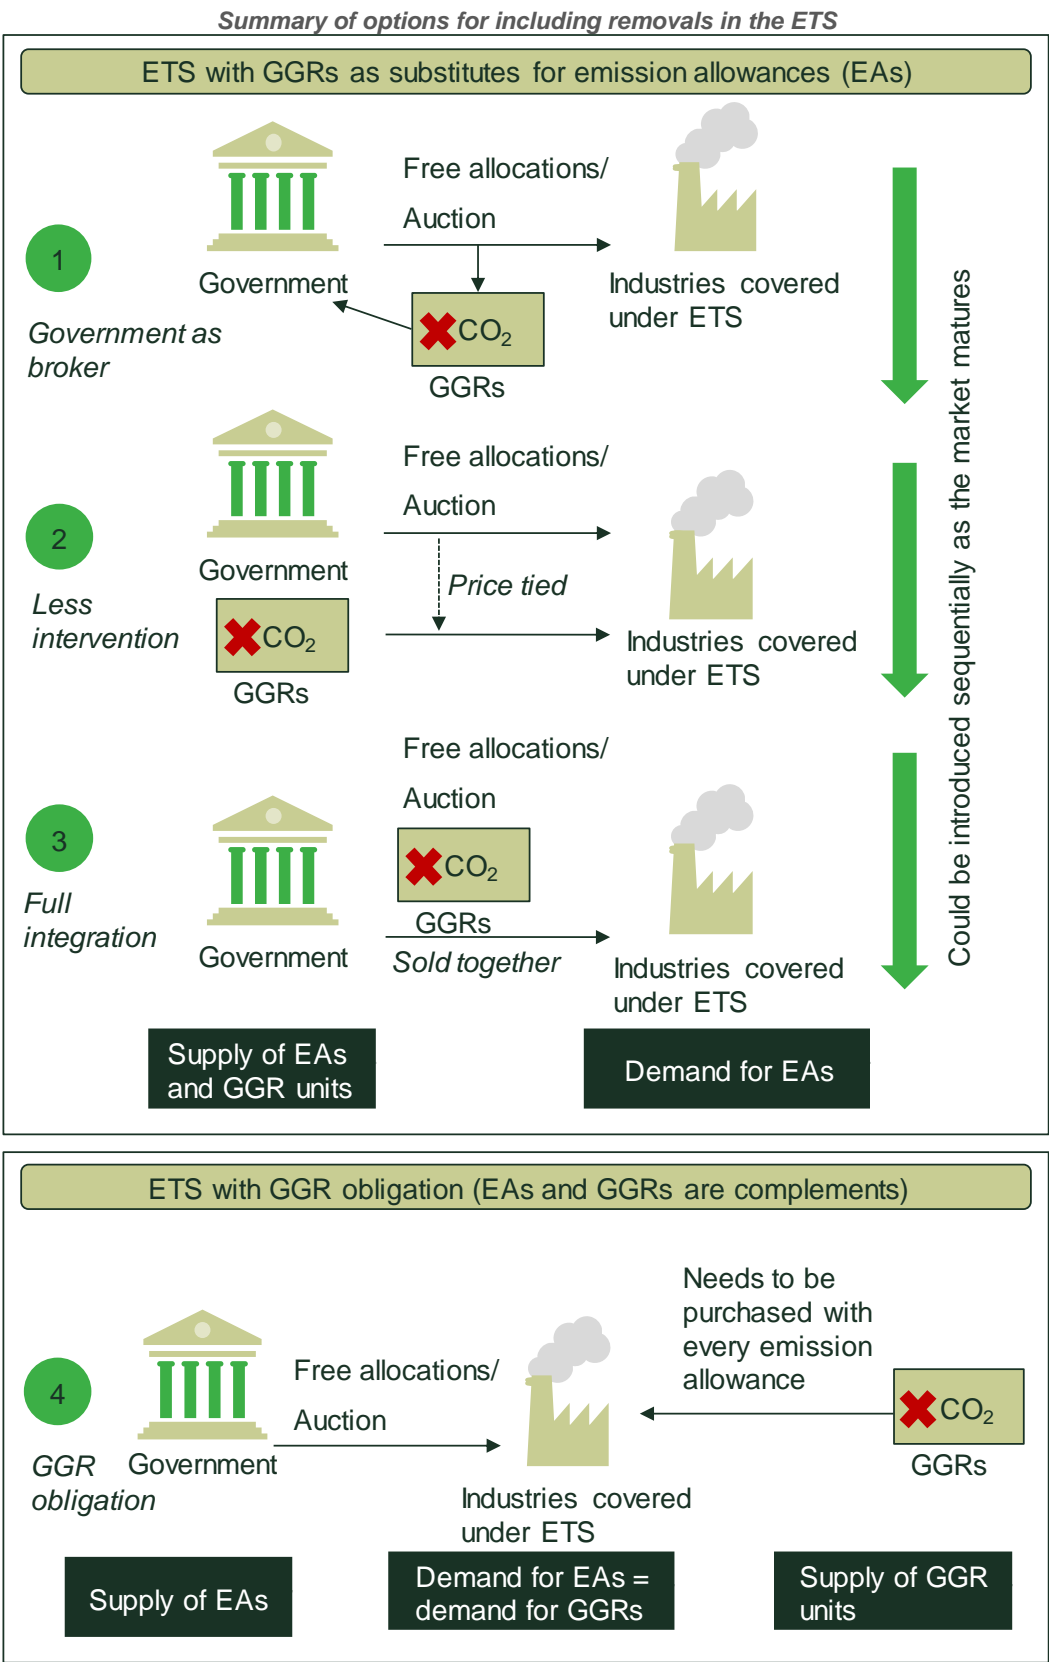 Summary of options for including removals in the ETS
ETS with GGRs as substitutes for emission allowances (EAs)
Free allocations/
Auction
1
Government
Industries covered
under ETS
Government as
broker
CO₂
GGRs
Free allocations/
Auction
2
Government
Price tied
Less
intervention
CO₂
GGRs
Industries covered
under ETS
Free allocations/
Auction
3
CO₂
GGRs
Full
integration
Government
Sold together
Industries covered
under ETS
Could be introduced sequentially as the market matures
Supply of EAs
and GGR units
Demand for EAs
ETS with GGR obligation (EAs and GGRs are complements)
Needs to be
purchased with
every emission
allowance
Free allocations/
Auction
4
CO₂
GGRs
GGR
obligation
Government
Industries covered
under ETS
Supply of EAs
Demand for EAs =
demand for GGRs
Supply of GGR
units